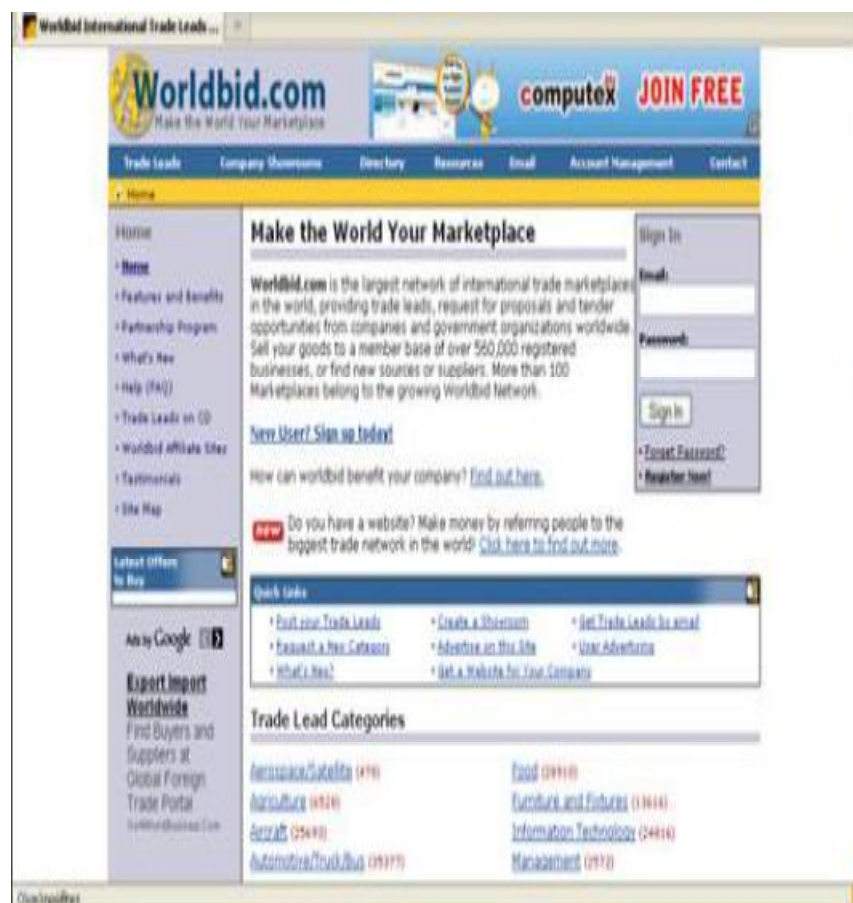 Worldbid International Trade Leads ...
Worldbid.com
Make the World Your Marketplace
computex JOIN FREE
Trade Leads Company Showrooms Directory Resources Email Account Management Contact
Home
Home
Home
Features and Benefits
Partnership Program
What's New
Help (FAQ)
Trade Leads on CD
Worldbid Affiliate Sites
Testimonials
Site Map
Latest Offers
to Buy
Ads by Google
Export Import
Worldwide
Find Buyers and
Suppliers at
Global Foreign
Trade Portal
Make the World Your Marketplace
Worldbid.com is the largest network of international trade marketplaces
in the world, providing trade leads, request for proposals and tender
opportunities from companies and government organizations worldwide.
Sell your goods to a member base of over 560,000 registered
businesses, or find new sources or suppliers. More than 100
Marketplaces belong to the growing Worldbid Network.
New User? Sign up today!
How can worldbid benefit your company? Find out here.
new Do you have a website? Make money by referring people to the
biggest trade network in the world! Click here to find out more.
Sign In
Email:
Password:
Sign In
Forget Password?
Register Now!
Quick Links
Post your Trade Leads Create a Showroom Get Trade Leads by email
Request a New Category Advertise on this Site User Advertising
What's New? Get a Website for Your Company
Trade Lead Categories
Aerospace/Satellite Food
Agriculture Furniture and Fixtures
Aircraft Information Technology
Automotive/Truck/Bus Management